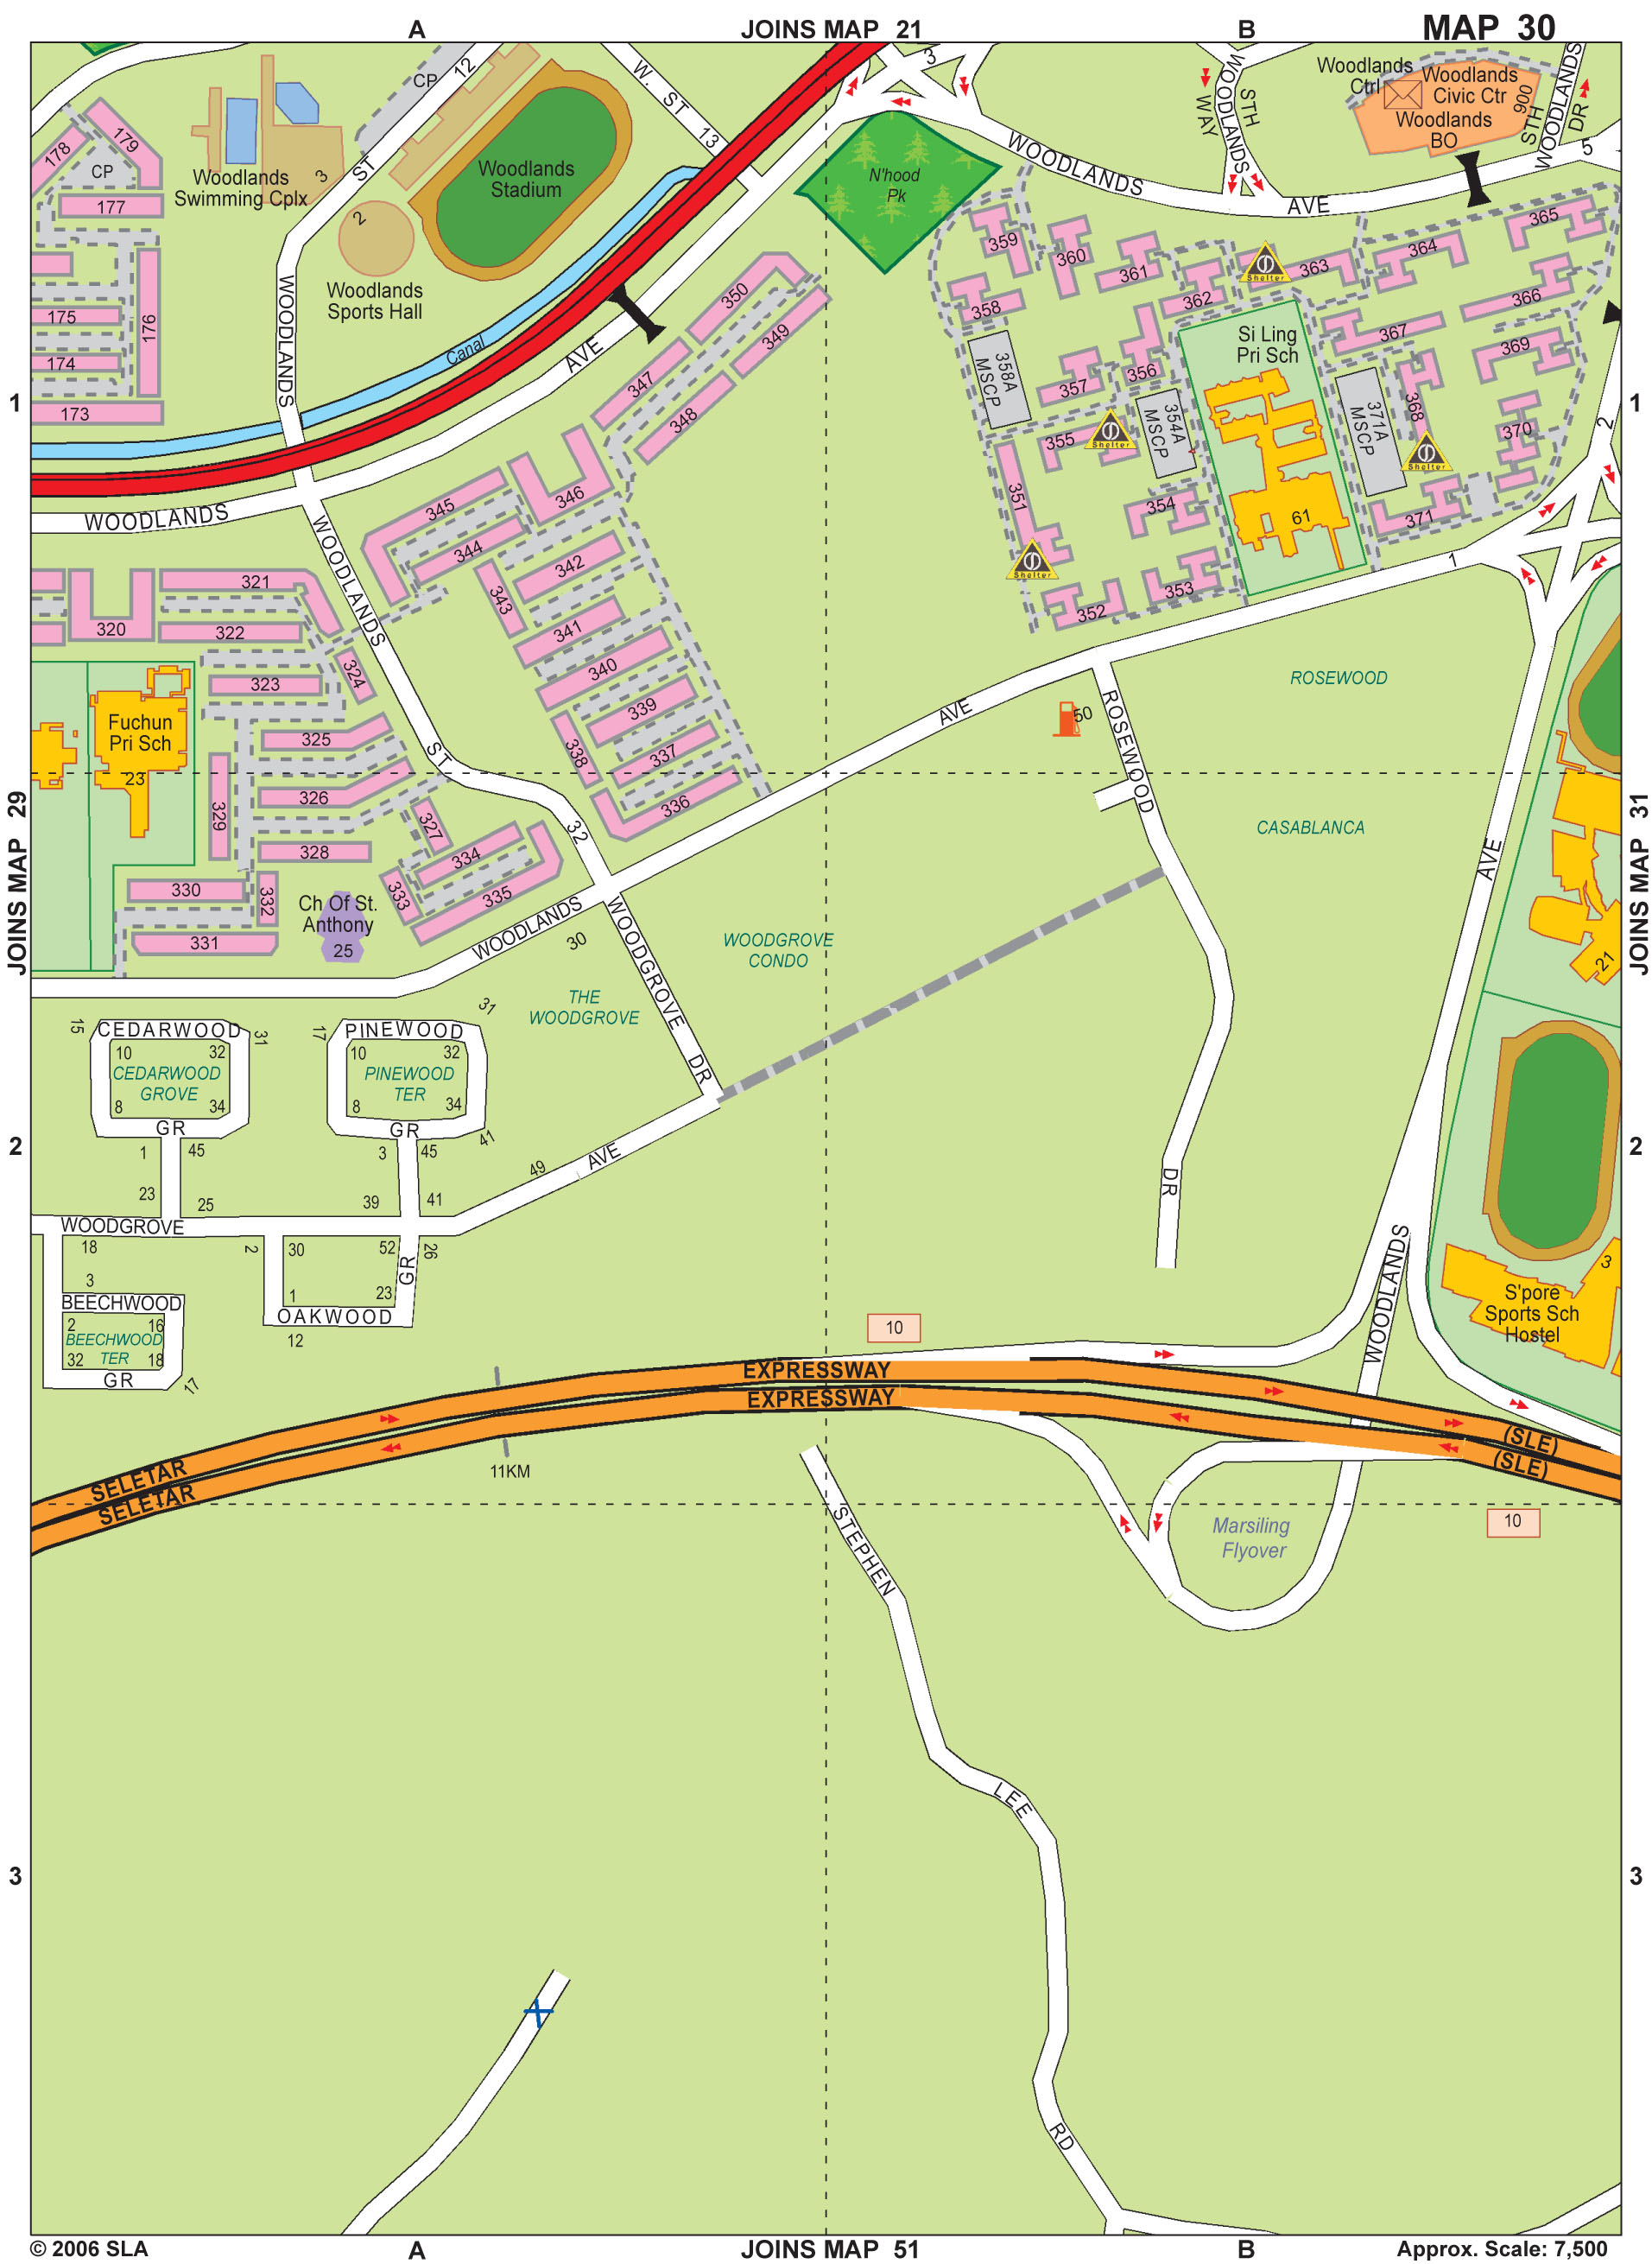 A
JOINS MAP 21
B
MAP 30
CP
12
ST
W. ST
13
3
WOODLANDS
STH
WAY
WOODLANDS
Woodlands
Ctrl
Woodlands
Civic Ctr
900
Woodlands
BO
STH
WOODLANDS
DR
WOODLANDS
AVE
5
178
179
CP
177
Woodlands
Swimming Cplx
3
2
Woodlands
Stadium
Woodlands
Sports Hall
N'hood
Pk
175
176
174
173
WOODLANDS
Canal
AVE
350
349
347
348
346
345
344
342
343
341
340
339
338
337
336
359
360
361
362
363
364
365
358
366
367
369
358A
MSCP
357
356
355
354A
MSCP
Si Ling
Pri Sch
61
371A
MSCP
368
370
371
351
354
353
352
Shelter
Shelter
Shelter
Shelter
1
1
2
WOODLANDS
WOODLANDS
ST
32
320
321
322
323
324
325
326
327
328
329
330
331
332
333
334
335
Fuchun
Pri Sch
23
Ch Of St.
Anthony
25
WOODLANDS
AVE
1
50
ROSEWOOD
ROSEWOOD
CASABLANCA
DR
AVE
WOODLANDS
21
JOINS MAP 29
JOINS MAP 31
30
WOODGROVE
DR
WOODGROVE
CONDO
THE
WOODGROVE
15
CEDARWOOD
31
10
32
CEDARWOOD
GROVE
8
34
GR
1
45
23
25
17
PINEWOOD
31
10
32
PINEWOOD
TER
8
34
GR
41
3
45
39
41
49
AVE
WOODGROVE
2
2
18
3
BEECHWOOD
2
16
BEECHWOOD
TER
32
18
GR
17
2
30
52
26
GR
1
23
OAKWOOD
12
3
S'pore
Sports Sch
Hostel
10
EXPRESSWAY
EXPRESSWAY
SELETAR
SELETAR
(SLE)
(SLE)
11KM
10
Marsiling
Flyover
STEPHEN
LEE
RD
3
3
© 2006 SLA
A
JOINS MAP 51
B
Approx. Scale: 7,500